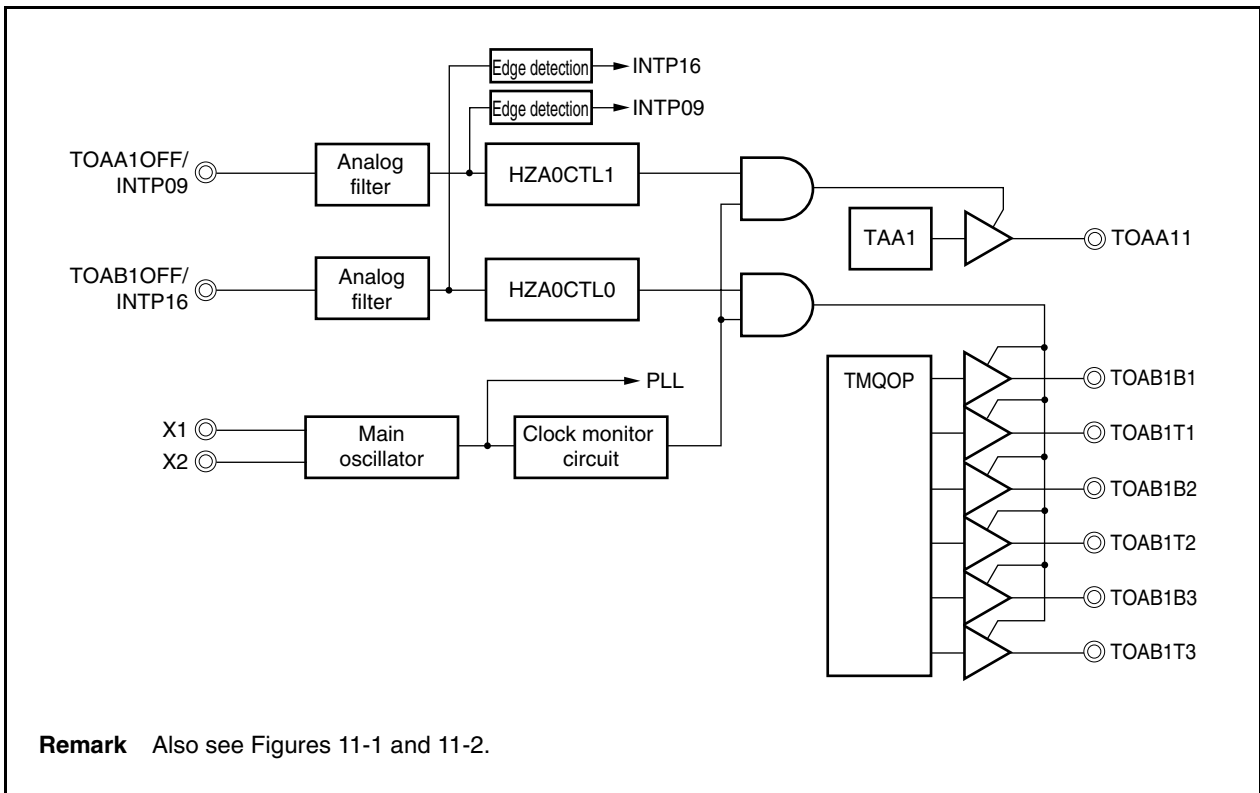 Edge detection
INTP16
Edge detection
INTP09
TOAA1OFF/
INTP09
Analog
filter
HZA0CTL1
TAA1
TOAA11
TOAB1OFF/
INTP16
Analog
filter
HZA0CTL0
TMQOP
TOAB1B1
PLL
TOAB1T1
X1
X2
Main
oscillator
Clock monitor
circuit
TOAB1B2
TOAB1T2
TOAB1B3
TOAB1T3
Remark Also see Figures 11-1 and 11-2.